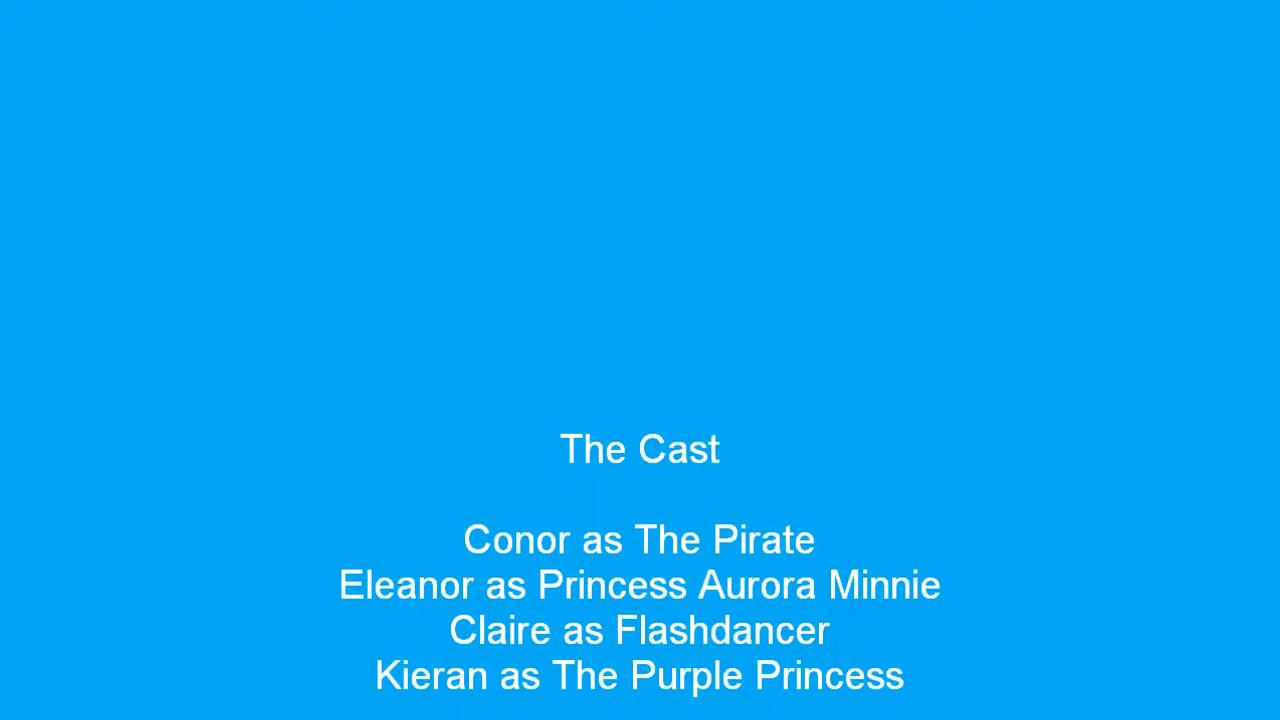 The Cast
Conor as The Pirate
Eleanor as Princess Aurora Minnie
Claire as Flashdancer
Kieran as The Purple Princess